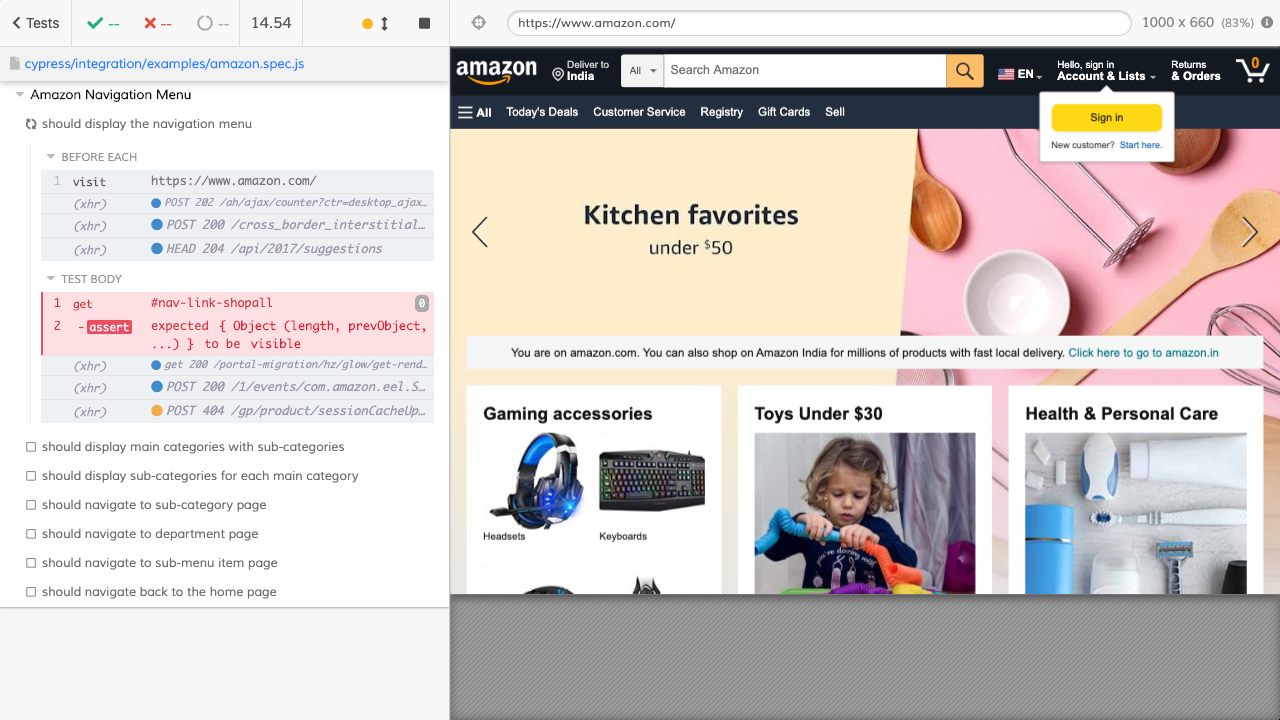 Tests
--
--
--
14.54
https://www.amazon.com/
1000 x 660 (83%)
cypress/integration/examples/amazon.spec.js
Amazon Navigation Menu
should display the navigation menu
BEFORE EACH
1 visit https://www.amazon.com/
(xhr) POST 202 /ah/ajax/counter?ctr=desktop_ajax…
(xhr) POST 200 /cross_border_interstitial…
(xhr) HEAD 204 /api/2017/suggestions
TEST BODY
1 get #nav-link-shopall 0
2 -assert expected { Object (length, prevObject,
...) } to be visible
(xhr) get 200 /portal-migration/hz/glow/get-rend…
(xhr) POST 200 /1/events/com.amazon.eel.S…
(xhr) POST 404 /gp/product/sessionCacheUp…
should display main categories with sub-categories
should display sub-categories for each main category
should navigate to sub-category page
should navigate to department page
should navigate to sub-menu item page
should navigate back to the home page
amazon
Deliver to
India
All
Search Amazon
EN
Hello, sign in
Account & Lists
Returns
& Orders
0
All Today's Deals Customer Service Registry Gift Cards Sell
Sign in
New customer? Start here.
Kitchen favorites
under $50
You are on amazon.com. You can also shop on Amazon India for millions of products with fast local delivery. Click here to go to amazon.in
Gaming accessories
Headsets
Keyboards
Toys Under $30
you're dancing with
Health & Personal Care